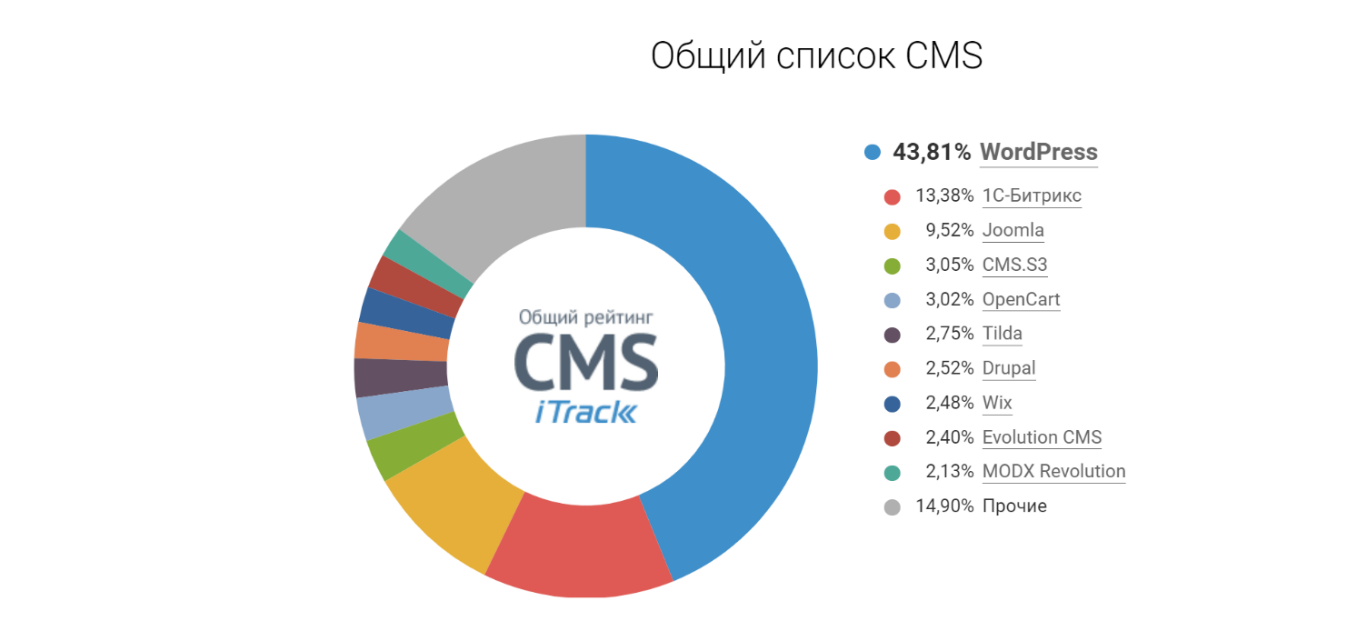 Общий список CMS
Общий рейтинг
CMS
iTrack
43,81% WordPress
13,38% 1С-Битрикс
9,52% Joomla
3,05% CMS.S3
3,02% OpenCart
2,75% Tilda
2,52% Drupal
2,48% Wix
2,40% Evolution CMS
2,13% MODX Revolution
14,90% Прочие